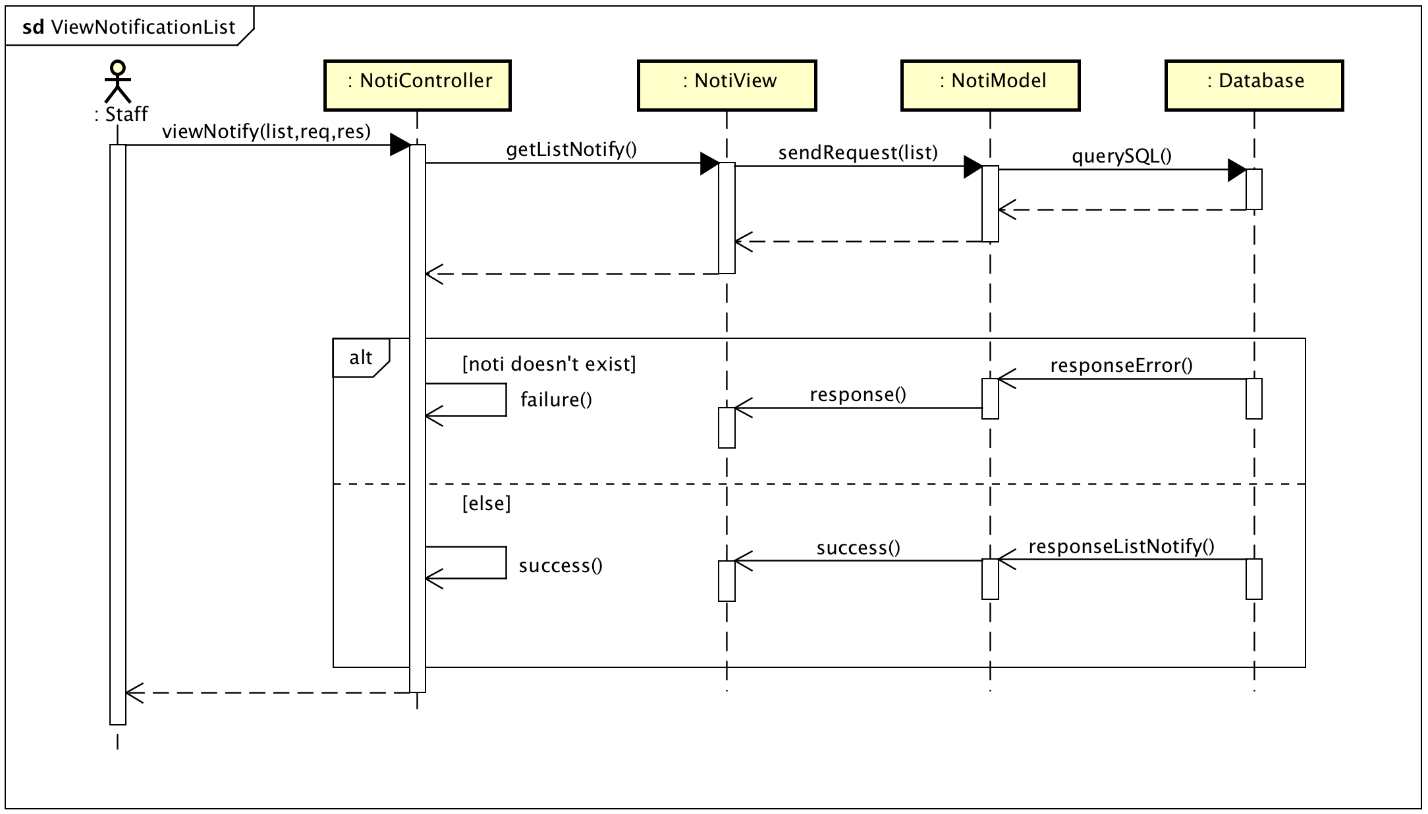 sd ViewNotificationList
: Staff
: NotiController
: NotiView
: NotiModel
: Database
viewNotify(list,req,res)
getListNotify()
sendRequest(list)
querySQL()
alt
[noti doesn't exist]
responseError()
response()
failure()
[else]
responseListNotify()
success()
success()